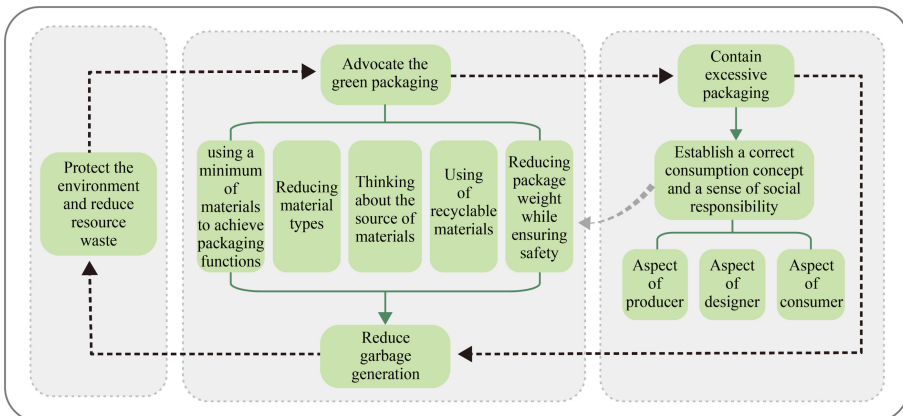 Protect the
environment
and reduce
resource
waste
Advocate the
green packaging
using a
minimum
of
materials
to achieve
packaging
functions
Reducing
material
types
Thinking
about the
source of
materials
Using
of
recyclable
materials
Reducing
package
weight
while
ensuring
safety
Reduce
garbage
generation
Contain
excessive
packaging
Establish a correct
consumption concept
and a sense of social
responsibility
Aspect
of
producer
Aspect
of
designer
Aspect
of
consumer